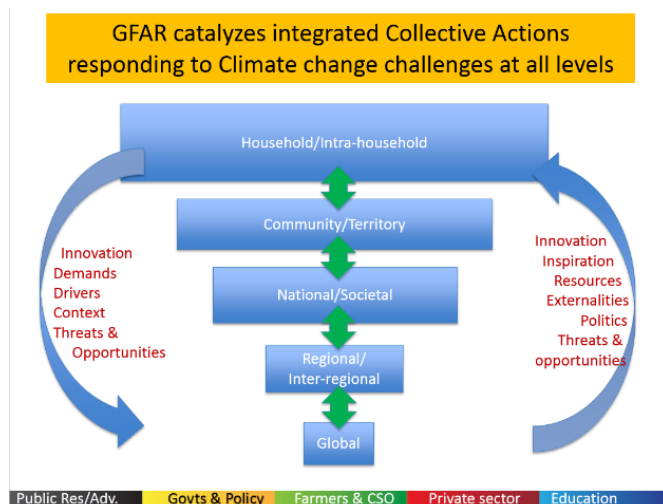 GFAR catalyzes integrated Collective Actions
responding to Climate change challenges at all levels
Household/Intra-household
Community/Territory
National/Societal
Regional/
Inter-regional
Global
Innovation
Demands
Drivers
Context
Threats &
Opportunities
Innovation
Inspiration
Resources
Externalities
Politics
Threats &
opportunities
Public Res/Adv. Govts & Policy Farmers & CSO Private sector Education